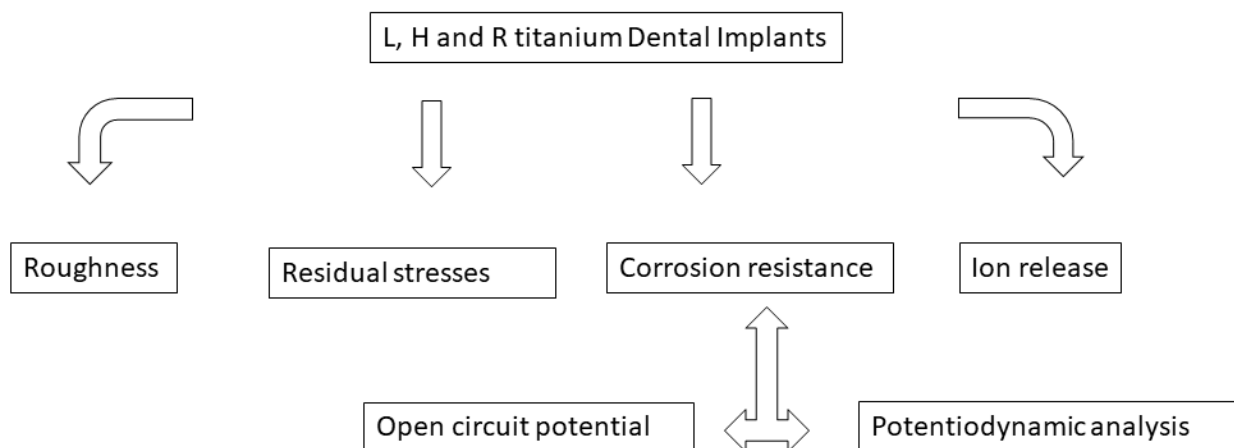 L, H and R titanium Dental Implants
Roughness
Residual stresses
Corrosion resistance
Ion release
Open circuit potential
Potentiodynamic analysis